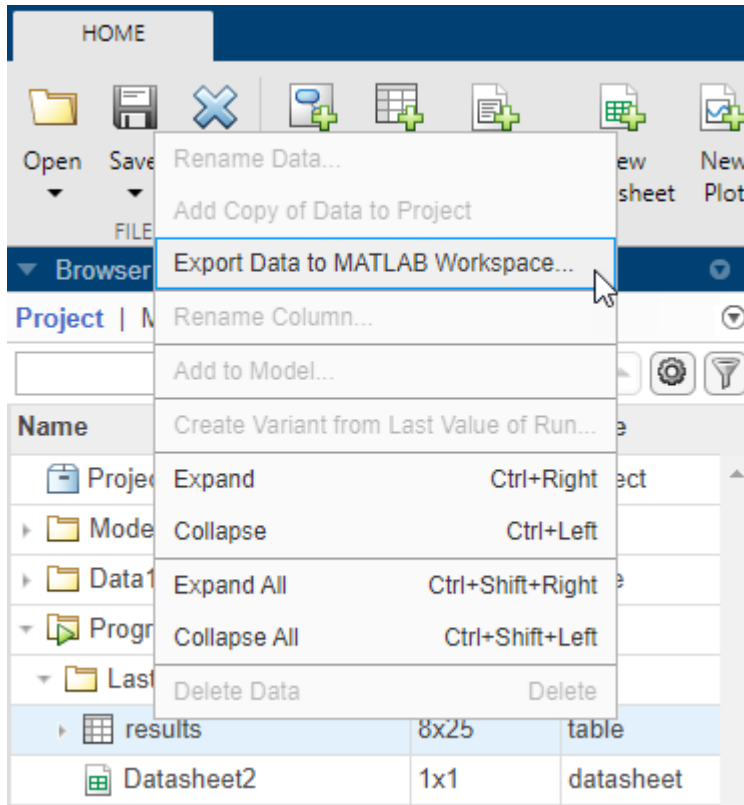 HOME
Open Save New
FILE
sheet Plot
Rename Data...
Add Copy of Data to Project
Browser Export Data to MATLAB Workspace...
Project | Rename Column...
Add to Model...
Name Create Variant from Last Value of Run...
Expand Ctrl+Right
Collapse Ctrl+Left
Data1 Expand All Ctrl+Shift+Right
Collapse All Ctrl+Shift+Left
Last Delete Data Delete
results 8x25 table
Datasheet2 1x1 datasheet